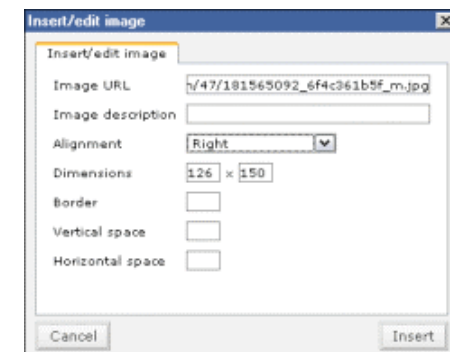 Insert/edit image
Insert/edit image
Image URL n/47/181565092_6f4c361b5f_m.jpg
Image description
Alignment Right
Dimensions 126 x 150
Border
Vertical space
Horizontal space
Cancel Insert